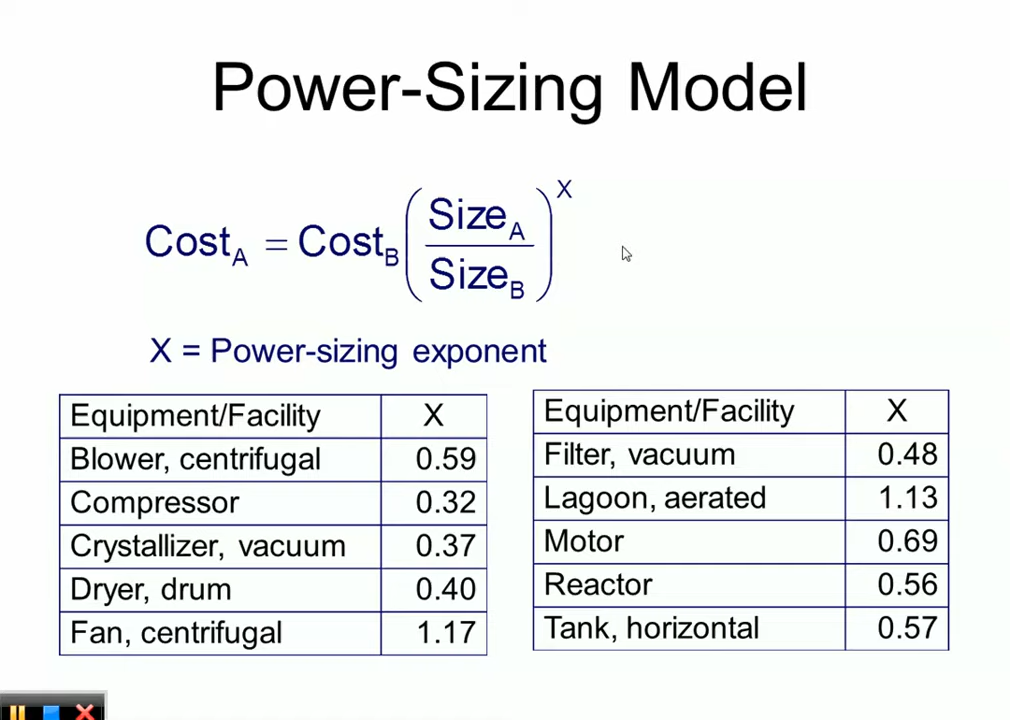 Power-Sizing Model
Cost_A = Cost_B (Size_A / Size_B)^X
X = Power-sizing exponent
Equipment/Facility X
Blower, centrifugal 0.59
Compressor 0.32
Crystallizer, vacuum 0.37
Dryer, drum 0.40
Fan, centrifugal 1.17
Equipment/Facility X
Filter, vacuum 0.48
Lagoon, aerated 1.13
Motor 0.69
Reactor 0.56
Tank, horizontal 0.57